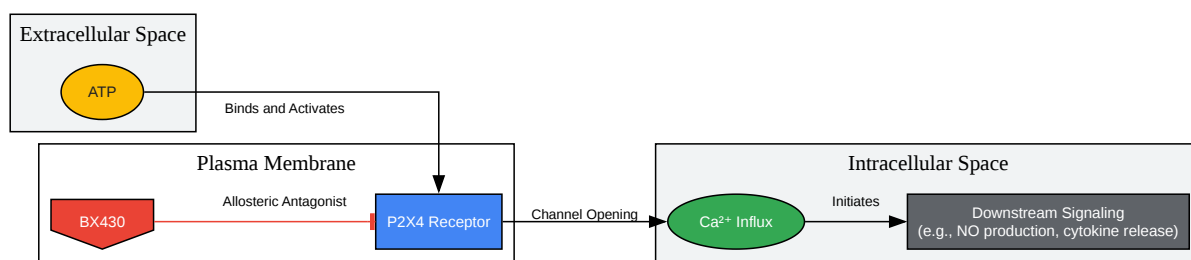 Extracellular Space
ATP
Binds and Activates
Plasma Membrane
Intracellular Space
BX430
Allosteric Antagonist
P2X4 Receptor
Channel Opening
Ca²⁺ Influx
Initiates
Downstream Signaling
(e.g., NO production, cytokine release)